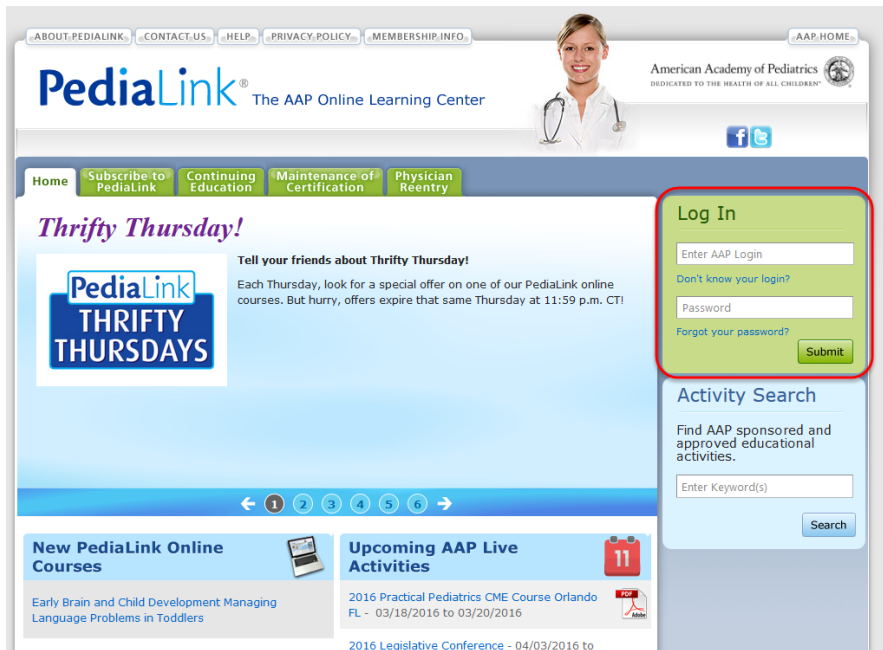 ABOUT PEDIALINK CONTACT US HELP PRIVACY POLICY MEMBERSHIP INFO AAP HOME
PediaLink® The AAP Online Learning Center
American Academy of Pediatrics
DEDICATED TO THE HEALTH OF ALL CHILDREN™
Home Subscribe to PediaLink Continuing Education Maintenance of Certification Physician Reentry
Thrifty Thursday!
PediaLink
THRIFTY
THURSDAYS
Tell your friends about Thrifty Thursday!
Each Thursday, look for a special offer on one of our PediaLink online
courses. But hurry, offers expire that same Thursday at 11:59 p.m. CT!
1 2 3 4 5 6
Log In
Enter AAP Login
Don't know your login?
Password
Forgot your password?
Submit
Activity Search
Find AAP sponsored and
approved educational
activities.
Enter Keyword(s)
Search
New PediaLink Online
Courses
Early Brain and Child Development Managing
Language Problems in Toddlers
Upcoming AAP Live
Activities
11
2016 Practical Pediatrics CME Course Orlando
FL - 03/18/2016 to 03/20/2016
PDF
Adobe
2016 Legislative Conference - 04/03/2016 to